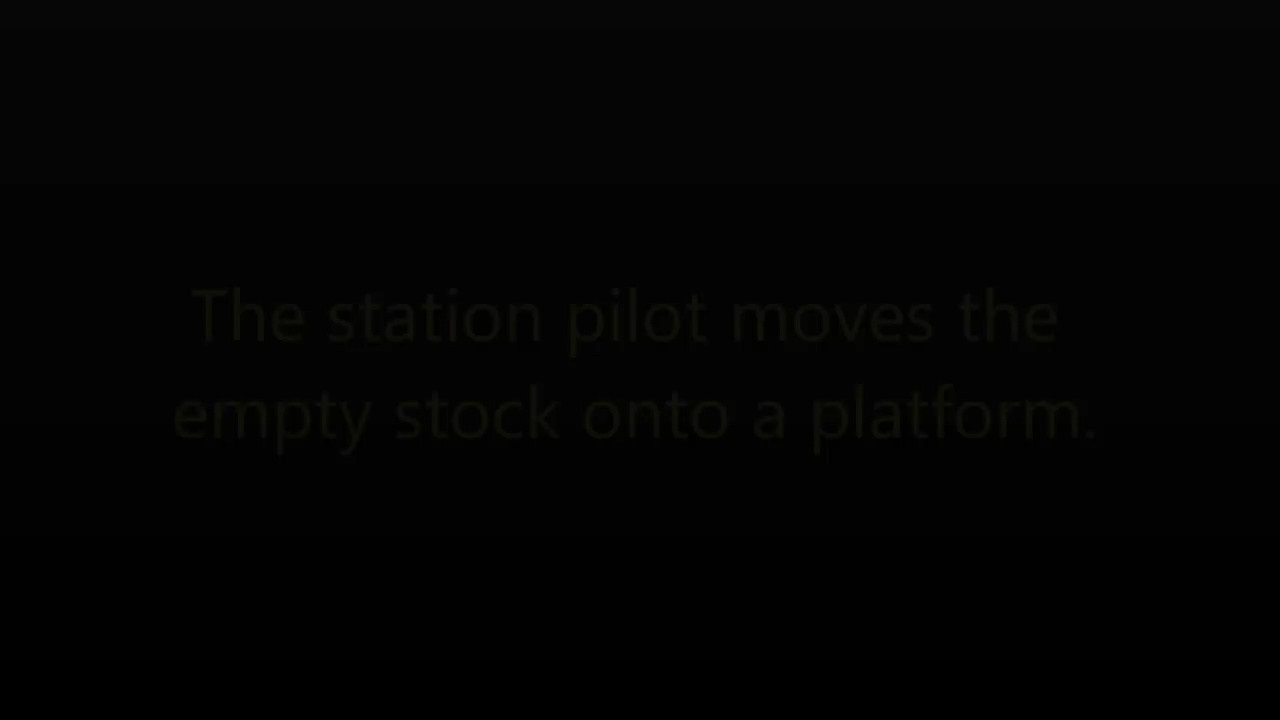 The station pilot moves the
empty stock onto a platform.